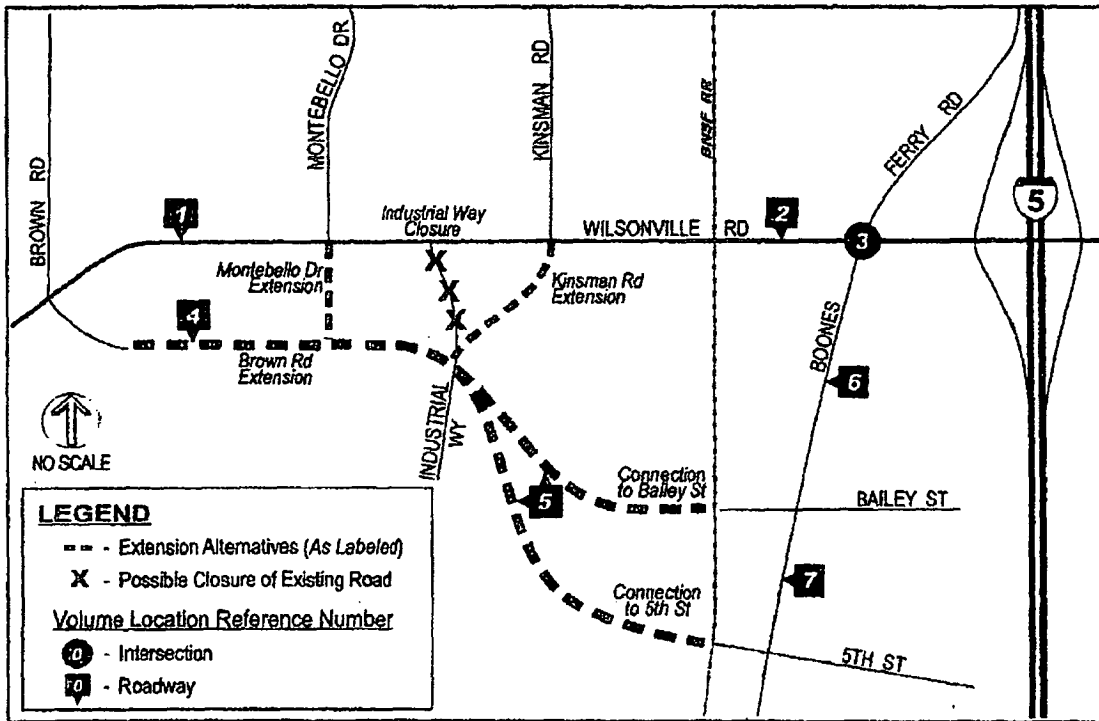 BROWN RD
MONTEBELLO DR
KINSMAN RD
BNSF RR
FERRY RD
5
1
Industrial Way
Closure
WILSONVILLE RD
2
3
Montebello Dr
Extension
Kinsman Rd
Extension
4
Brown Rd
Extension
BOONES
6
INDUSTRIAL
WY
NO SCALE
Connection
to Bailey St
BAILEY ST
5
7
Connection
to 5th St
5TH ST
LEGEND
- Extension Alternatives (As Labeled)
X - Possible Closure of Existing Road
Volume Location Reference Number
- Intersection
- Roadway